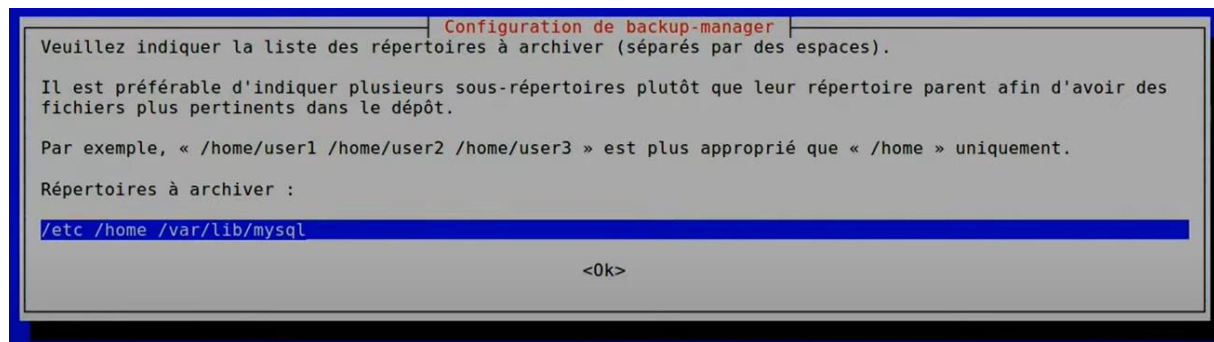 Configuration de backup-manager
Veuillez indiquer la liste des répertoires à archiver (séparés par des espaces).
Il est préférable d'indiquer plusieurs sous-répertoires plutôt que leur répertoire parent afin d'avoir des
fichiers plus pertinents dans le dépôt.
Par exemple, « /home/user1 /home/user2 /home/user3 » est plus approprié que « /home » uniquement.
Répertoires à archiver :
/etc /home /var/lib/mysql
<Ok>